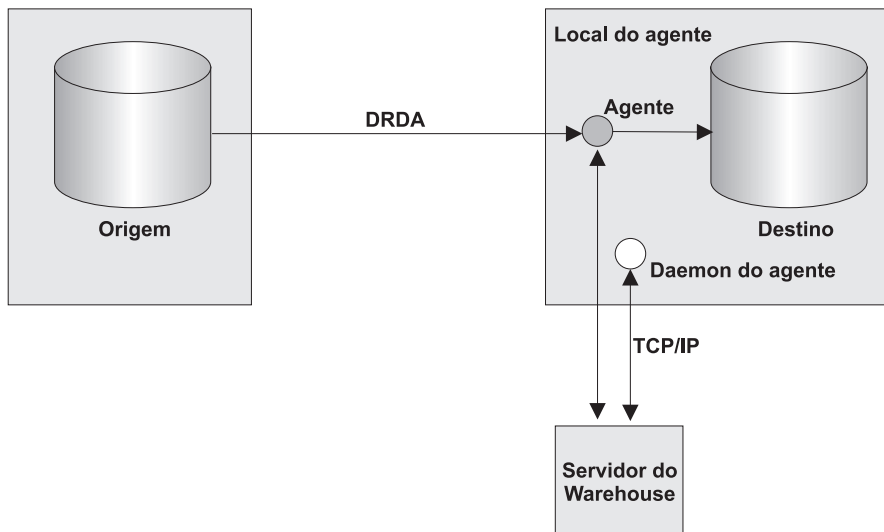 Local do agente
DRDA
Agente
Origem
Destino
Daemon do agente
TCP/IP
Servidor do
Warehouse